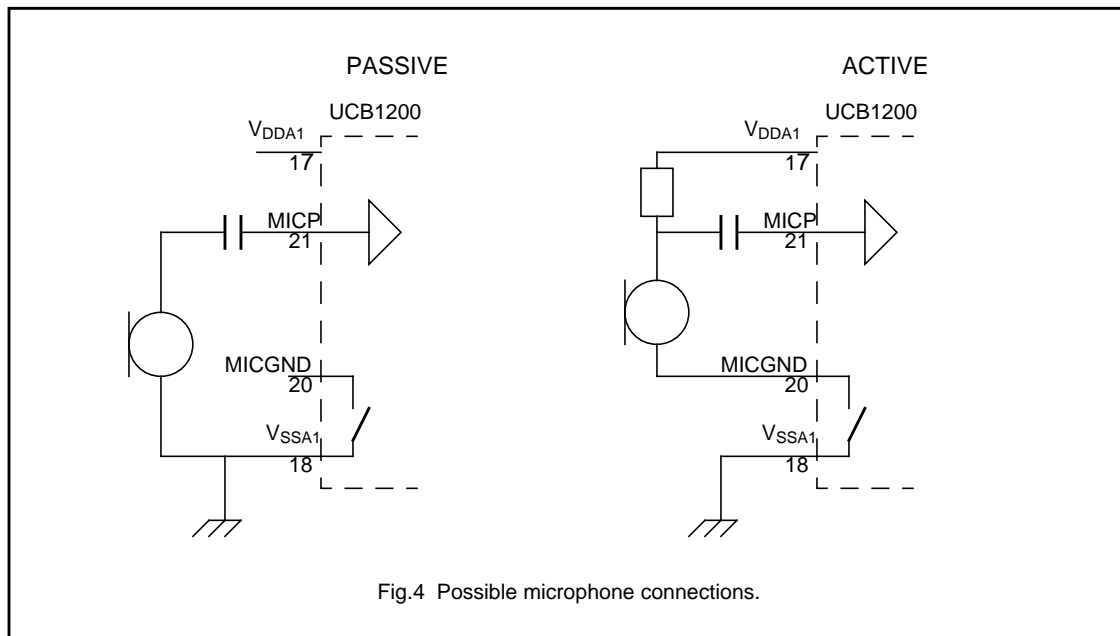 PASSIVE
UCB1200
VDDA1
17
MICP
21
MICGND
20
VSSA1
18
ACTIVE
UCB1200
VDDA1
17
MICP
21
MICGND
20
VSSA1
18
Fig.4 Possible microphone connections.